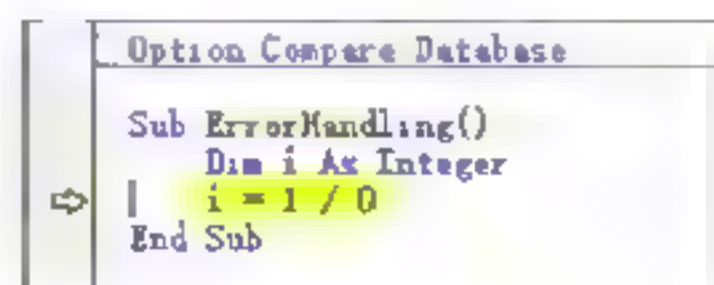 Option Compare Database
Sub ErrorHandling()
Dim i As Integer
i = 1 / 0
End Sub